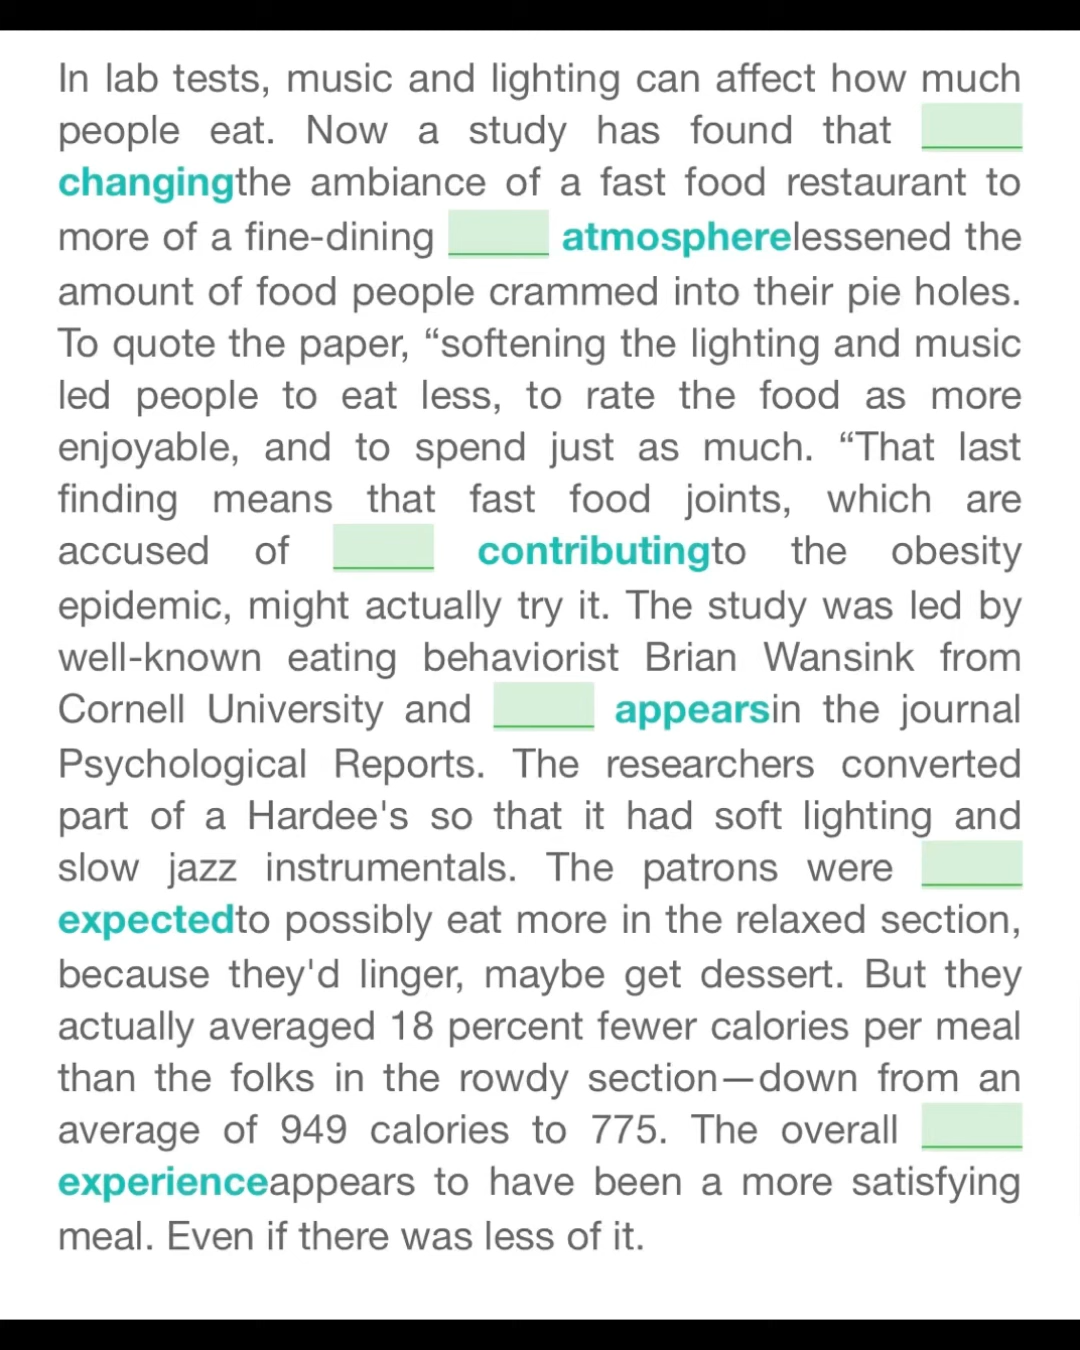 In lab tests, music and lighting can affect how much
people eat. Now a study has found that
changingthe ambiance of a fast food restaurant to
more of a fine-dining atmospherelessened the
amount of food people crammed into their pie holes.
To quote the paper, “softening the lighting and music
led people to eat less, to rate the food as more
enjoyable, and to spend just as much. “That last
finding means that fast food joints, which are
accused of contributingto the obesity
epidemic, might actually try it. The study was led by
well-known eating behaviorist Brian Wansink from
Cornell University and appearsin the journal
Psychological Reports. The researchers converted
part of a Hardee's so that it had soft lighting and
slow jazz instrumentals. The patrons were
expectedto possibly eat more in the relaxed section,
because they'd linger, maybe get dessert. But they
actually averaged 18 percent fewer calories per meal
than the folks in the rowdy section—down from an
average of 949 calories to 775. The overall
experienceappears to have been a more satisfying
meal. Even if there was less of it.